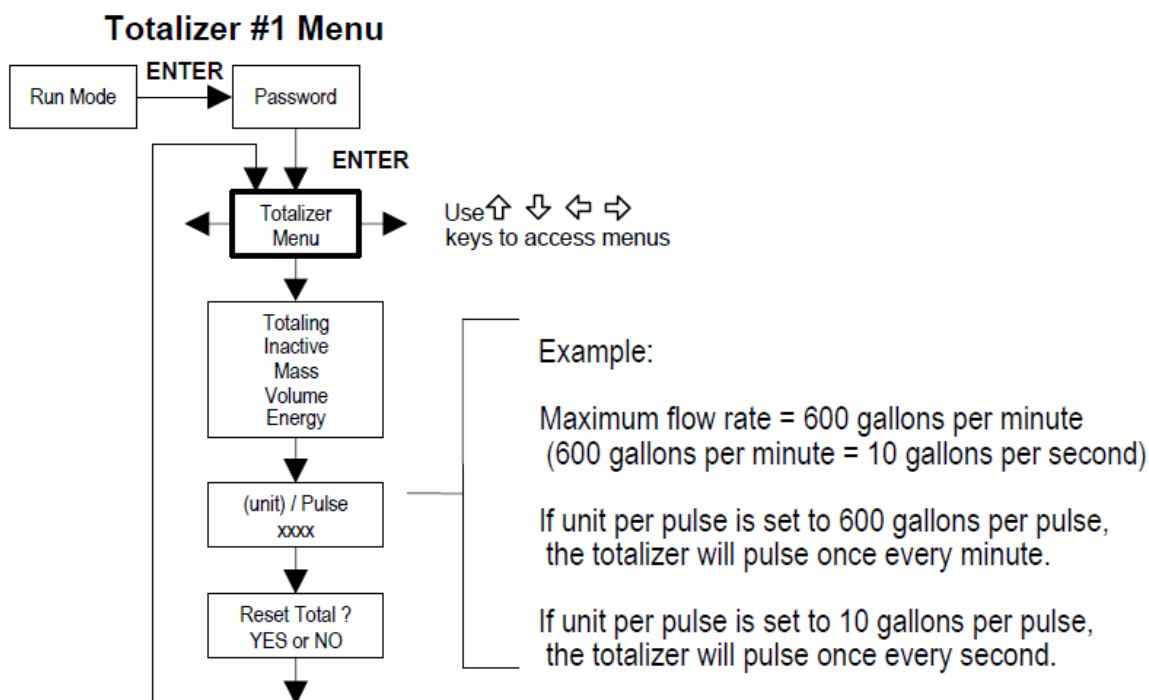 Totalizer #1 Menu
ENTER
Run Mode
Password
ENTER
Totalizer
Menu
Use
keys to access menus
Totaling
Inactive
Mass
Volume
Energy
(unit) / Pulse
xxxx
Reset Total ?
YES or NO
Example:
Maximum flow rate = 600 gallons per minute
(600 gallons per minute = 10 gallons per second)
If unit per pulse is set to 600 gallons per pulse,
the totalizer will pulse once every minute.
If unit per pulse is set to 10 gallons per pulse,
the totalizer will pulse once every second.